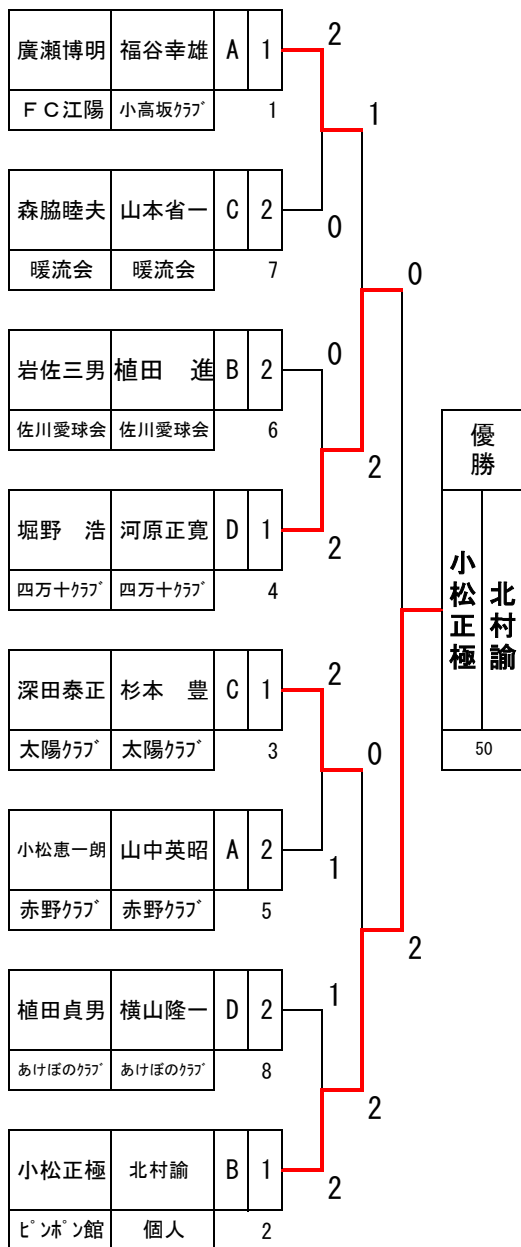 廣瀬博明 福谷幸雄 A 1
ＦＣ江陽 小高坂ｸﾗﾌﾞ 1
2
1
森脇睦夫 山本省一 C 2
暖流会 暖流会 7
0
0
岩佐三男 植田　進 B 2
佐川愛球会 佐川愛球会 6
0
2
堀野　浩 河原正寛 D 1
四万十ｸﾗﾌﾞ 四万十ｸﾗﾌﾞ 4
2
深田泰正 杉本　豊 C 1
太陽ｸﾗﾌﾞ 太陽ｸﾗﾌﾞ 3
2
0
小松恵一朗 山中英昭 A 2
赤野ｸﾗﾌﾞ 赤野ｸﾗﾌﾞ 5
1
2
植田貞男 横山隆一 D 2
あけぼのｸﾗﾌﾞ あけぼのｸﾗﾌﾞ 8
1
2
小松正極 北村諭 B 1
ﾋﾟﾝﾎﾟﾝ館 個人 2
2
優勝
小松正極
北村諭
50